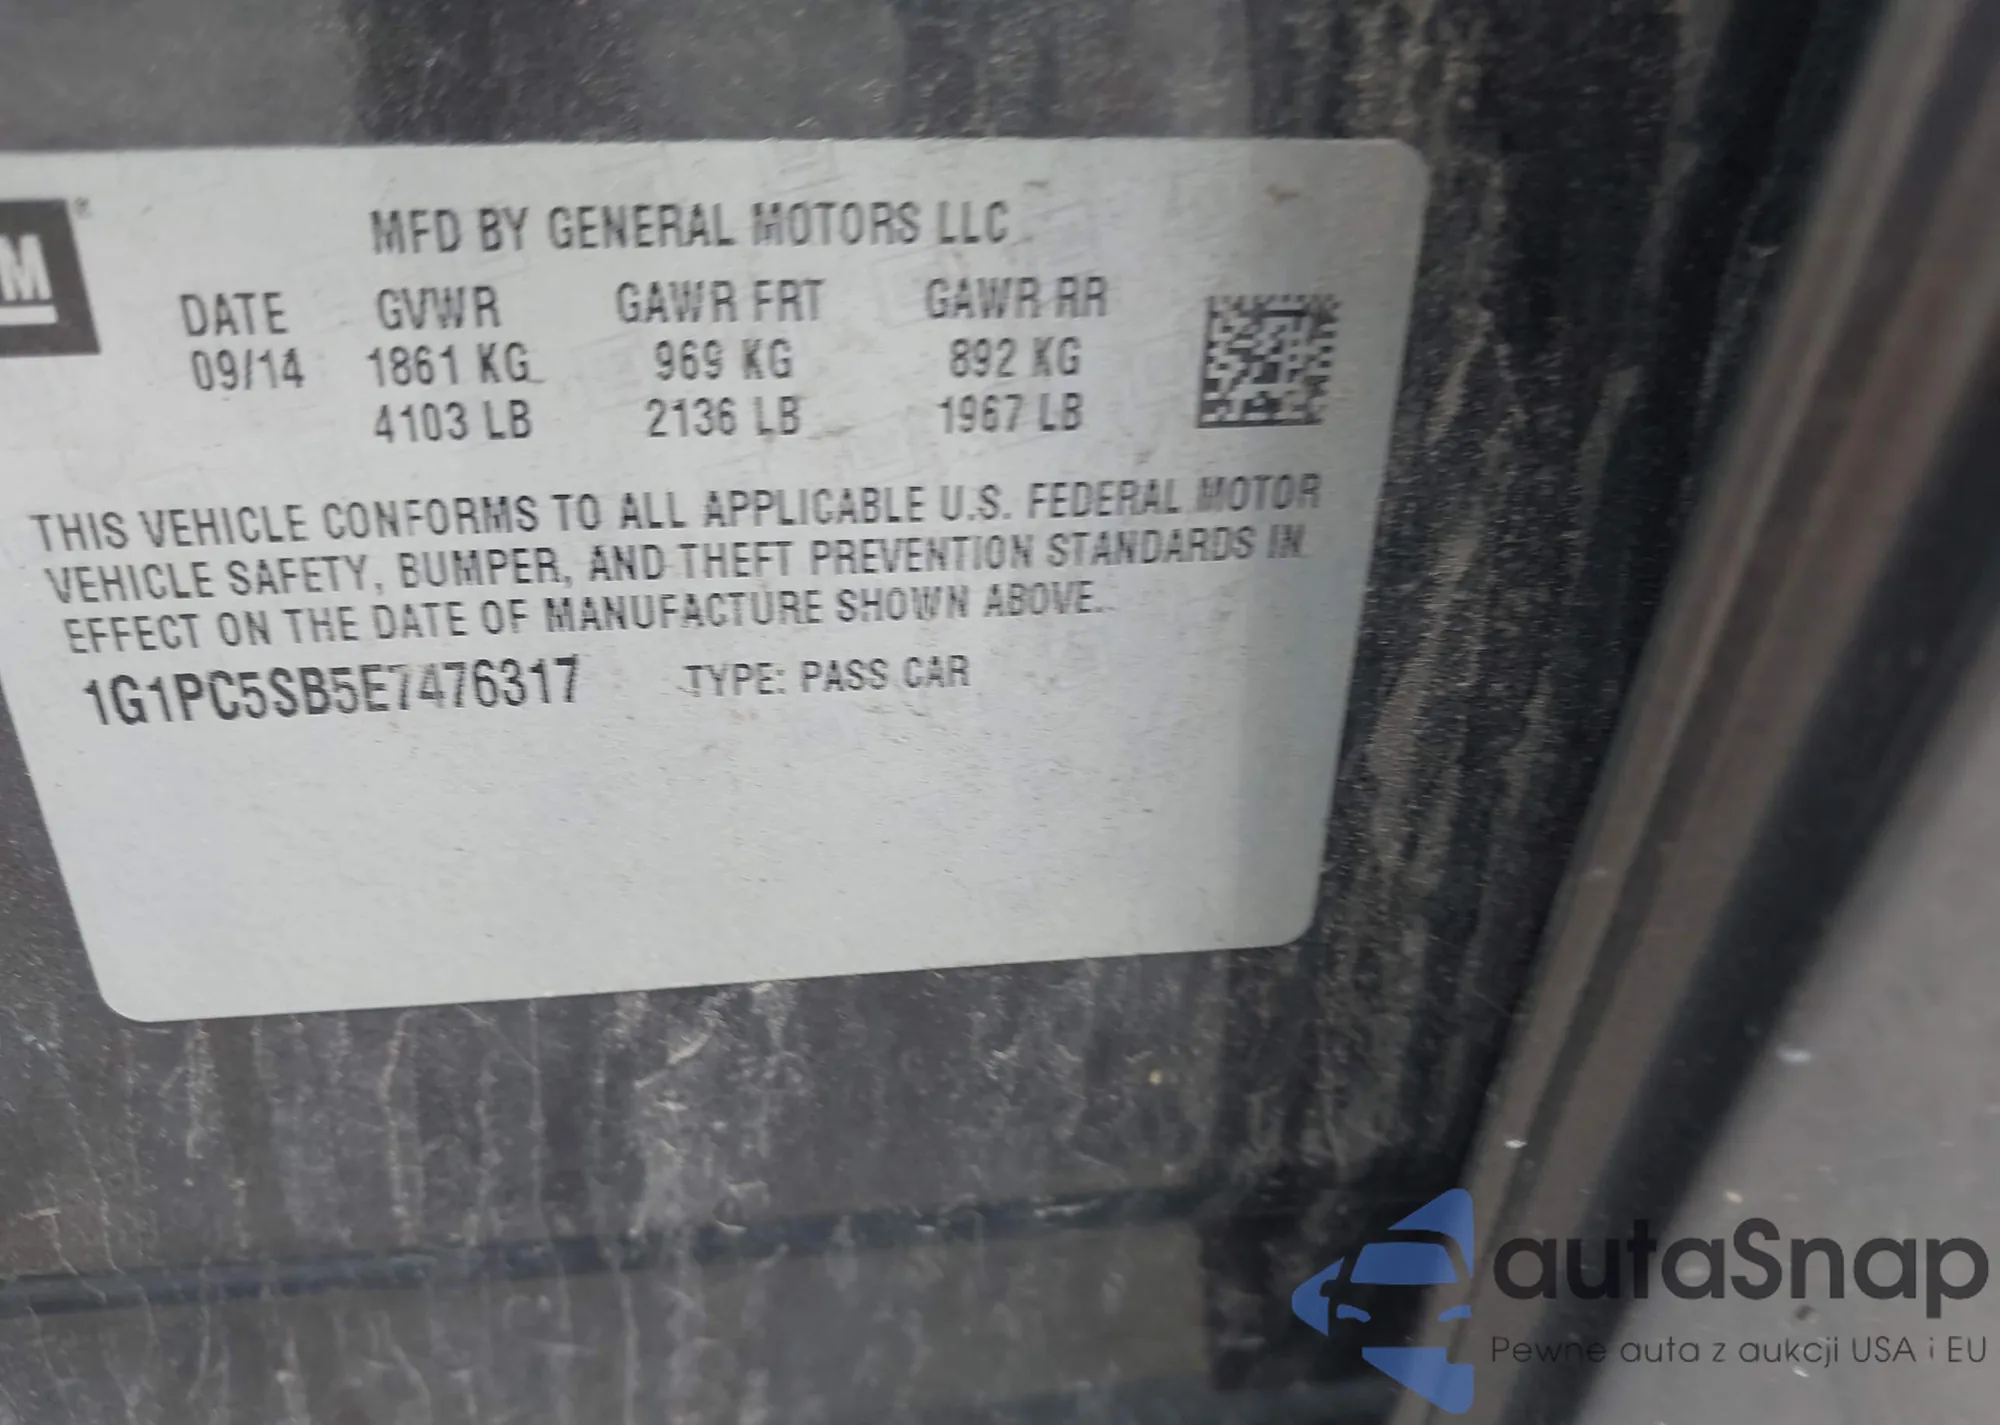 M ®
MFD BY GENERAL MOTORS LLC
DATE GVWR GAWR FRT GAWR RR
09/14 1861 KG 969 KG 892 KG
4103 LB 2136 LB 1967 LB
THIS VEHICLE CONFORMS TO ALL APPLICABLE U.S. FEDERAL MOTOR
VEHICLE SAFETY, BUMPER, AND THEFT PREVENTION STANDARDS IN
EFFECT ON THE DATE OF MANUFACTURE SHOWN ABOVE.
1G1PC5SB5E7476317 TYPE: PASS CAR
autaSnap
Pewne auta z aukcji USA i EU